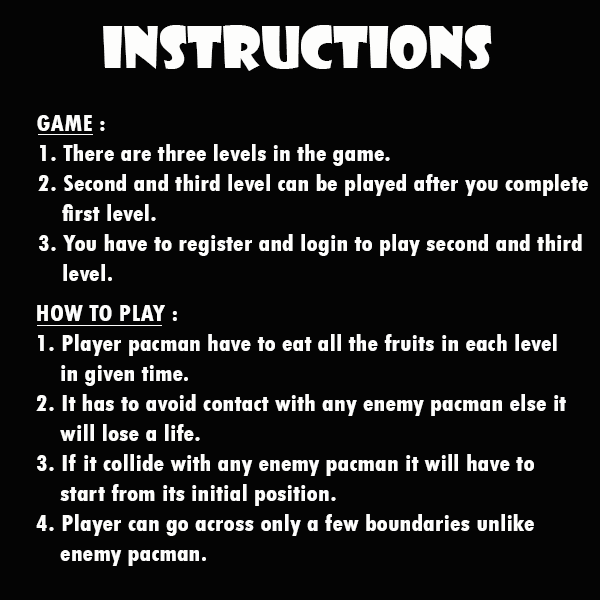 INSTRUCTIONS
GAME :
1. There are three levels in the game.
2. Second and third level can be played after you complete
first level.
3. You have to register and login to play second and third
level.
HOW TO PLAY :
1. Player pacman have to eat all the fruits in each level
in given time.
2. It has to avoid contact with any enemy pacman else it
will lose a life.
3. If it collide with any enemy pacman it will have to
start from its initial position.
4. Player can go across only a few boundaries unlike
enemy pacman.